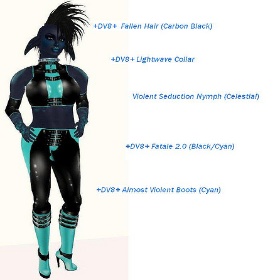 +DV8+ Fallen Hair (Carbon Black)
+DV8+ Lightwave Collar
Violent Seduction Nymph (Celestial)
+DV8+ Fatale 2.0 (Black/Cyan)
+DV8+ Almost Violent Boots (Cyan)